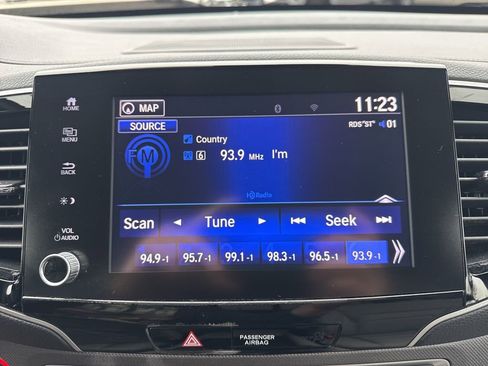 MAP
11:23
HOME
SOURCE
RDS"ST" 01
MENU
Country
FM
6 93.9 MHz I'm
BACK
HD Radio
VOL
AUDIO
Scan Tune Seek
94.9-1 95.7-1 99.1-1 98.3-1 96.5-1 93.9-1
PASSENGER
AIRBAG